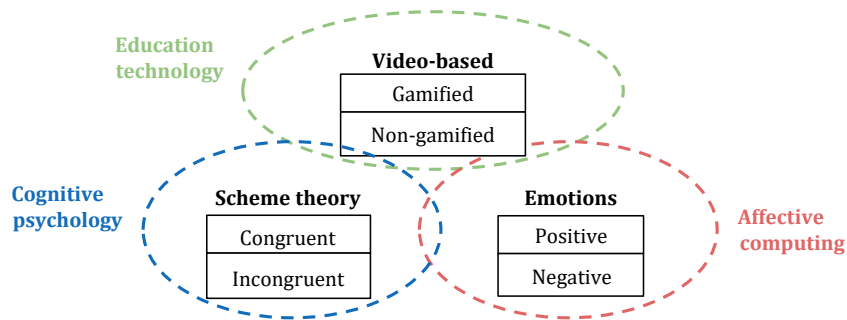 Education
technology
Video-based
Gamified
Non-gamified
Cognitive
psychology
Scheme theory
Congruent
Incongruent
Emotions
Positive
Negative
Affective
computing